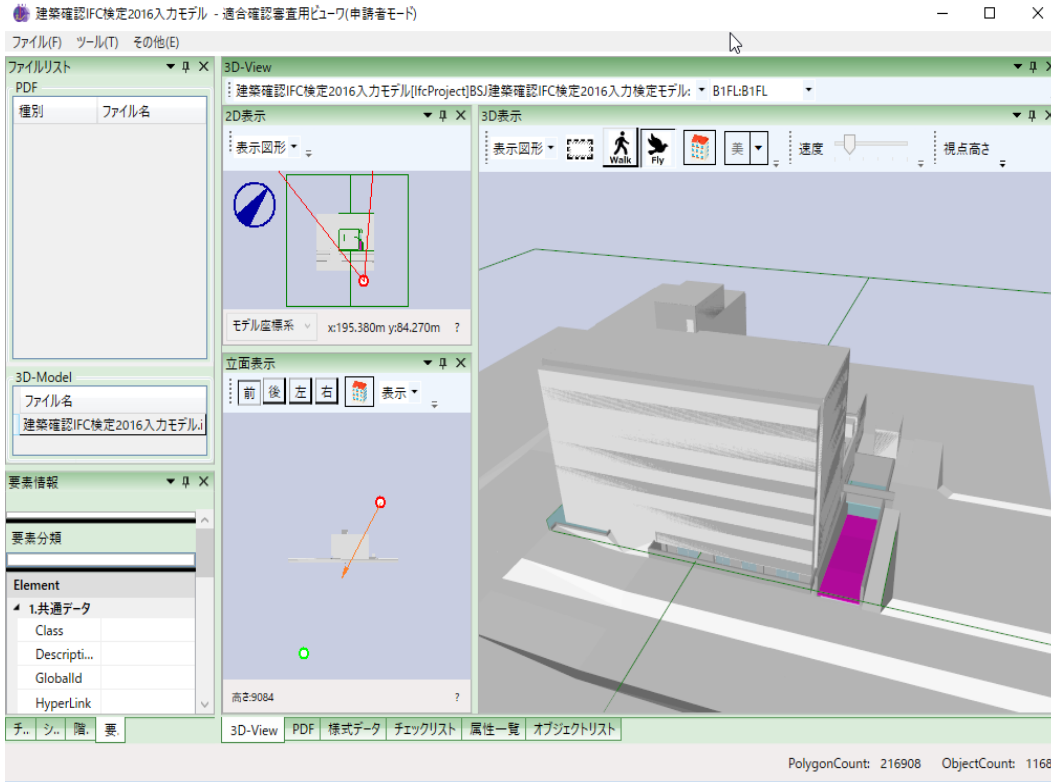 建築確認IFC検定2016入力モデル - 適合確認審査用ビューワ(申請者モード)
ファイル(F) ツール(T) その他(E)
ファイルリスト
PDF
種別 ファイル名
3D-Model
ファイル名
建築確認IFC検定2016入力モデル.i
要素情報
要素分類
Element
1.共通データ
Class
Descripti...
GlobalId
HyperLink
チ.. シ.. 階. 要.
3D-View
建築確認IFC検定2016入力モデル[IfcProject]BSJ建築確認IFC検定2016入力検定モデル: B1FL:B1FL
2D表示
表示図形
モデル座標系 x:195.380m y:84.270m ?
立面表示
前 後 左 右 表示
高さ:9084 ?
3D表示
表示図形 Walk Fly 美 速度 視点高さ
3D-View PDF 様式データ チェックリスト 属性一覧 オブジェクトリスト
PolygonCount: 216908 ObjectCount: 1168